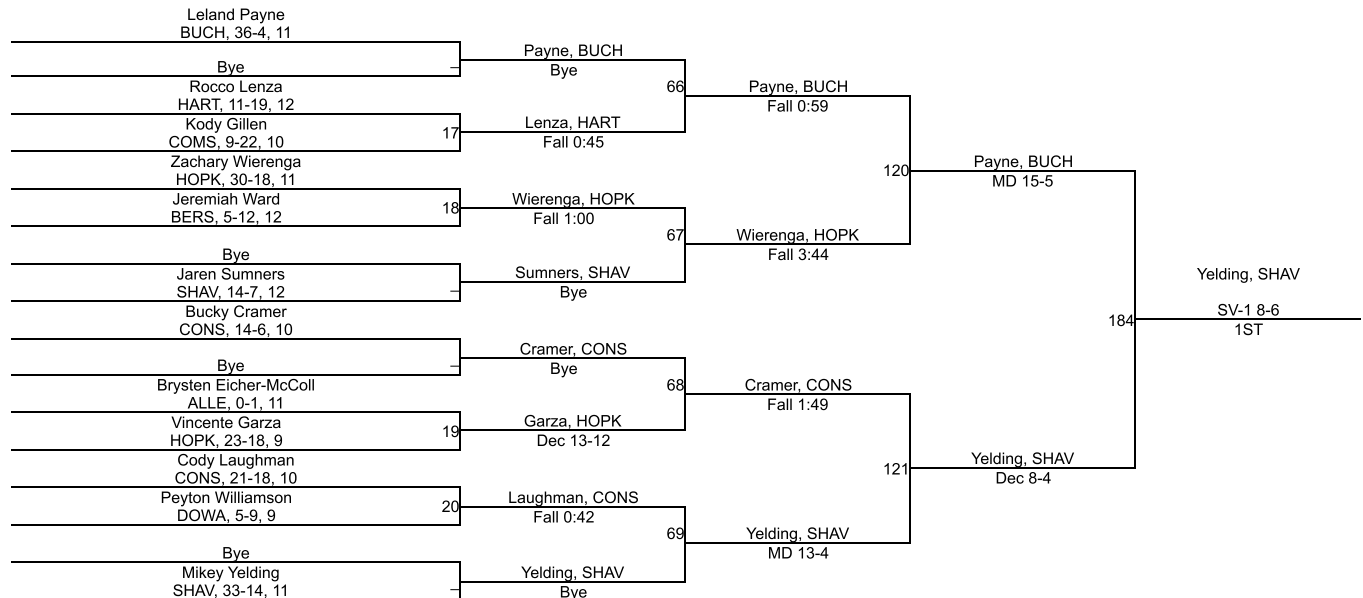 Leland Payne
BUCH, 36-4, 11
Bye
Rocco Lenza
HART, 11-19, 12
Kody Gillen
COMS, 9-22, 10
Zachary Wierenga
HOPK, 30-18, 11
Jeremiah Ward
BERS, 5-12, 12
Bye
Jaren Sumners
SHAV, 14-7, 12
Bucky Cramer
CONS, 14-6, 10
Bye
Brysten Eicher-McColl
ALLE, 0-1, 11
Vincente Garza
HOPK, 23-18, 9
Cody Laughman
CONS, 21-18, 10
Peyton Williamson
DOWA, 5-9, 9
Bye
Mikey Yelding
SHAV, 33-14, 11
–
17
18
–
–
19
20
–
Payne, BUCH
Bye
Lenza, HART
Fall 0:45
Wierenga, HOPK
Fall 1:00
Sumners, SHAV
Bye
Cramer, CONS
Bye
Garza, HOPK
Dec 13-12
Laughman, CONS
Fall 0:42
Yelding, SHAV
Bye
66
67
68
69
Payne, BUCH
Fall 0:59
Wierenga, HOPK
Fall 3:44
Cramer, CONS
Fall 1:49
Yelding, SHAV
MD 13-4
120
121
Payne, BUCH
MD 15-5
Yelding, SHAV
Dec 8-4
184
Yelding, SHAV
SV-1 8-6
1ST